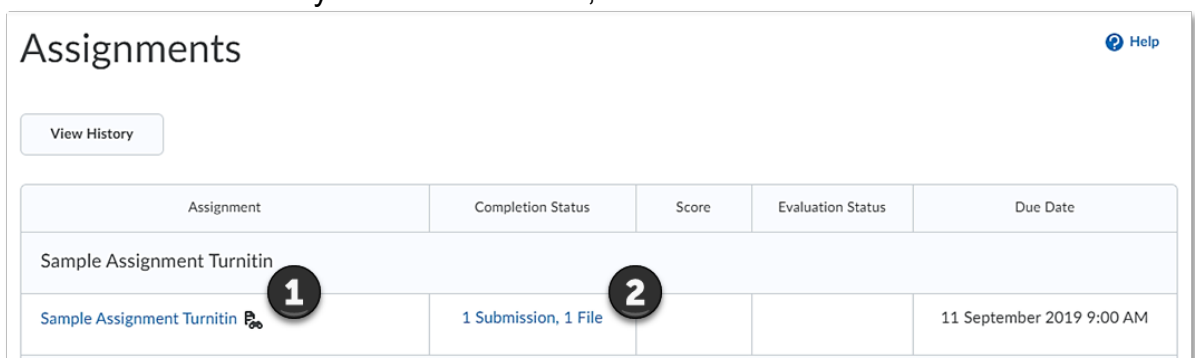 Assignments
Help
View History
Assignment Completion Status Score Evaluation Status Due Date
Sample Assignment Turnitin
1 2
Sample Assignment Turnitin 1 Submission, 1 File 11 September 2019 9:00 AM